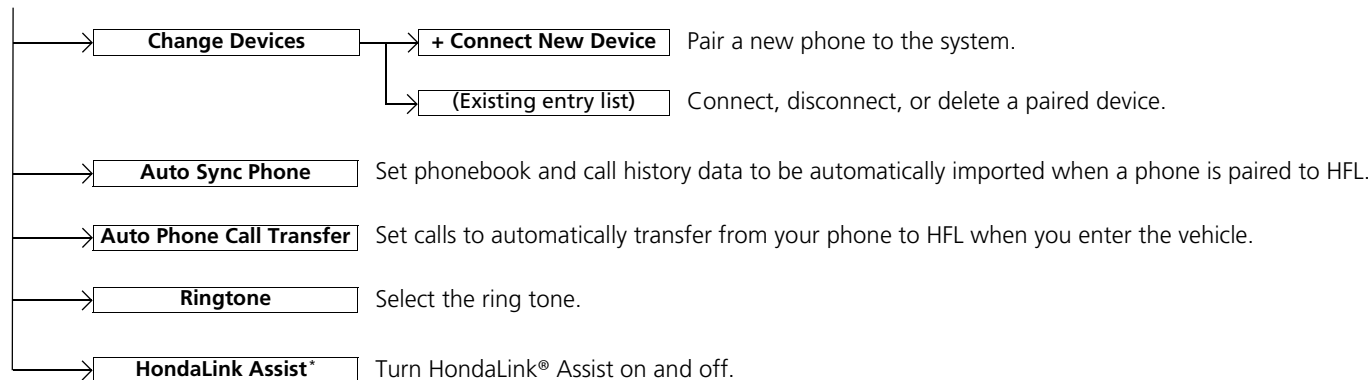 Change Devices + Connect New Device Pair a new phone to the system.
(Existing entry list) Connect, disconnect, or delete a paired device.
Auto Sync Phone Set phonebook and call history data to be automatically imported when a phone is paired to HFL.
Auto Phone Call Transfer Set calls to automatically transfer from your phone to HFL when you enter the vehicle.
Ringtone Select the ring tone.
HondaLink Assist* Turn HondaLink® Assist on and off.